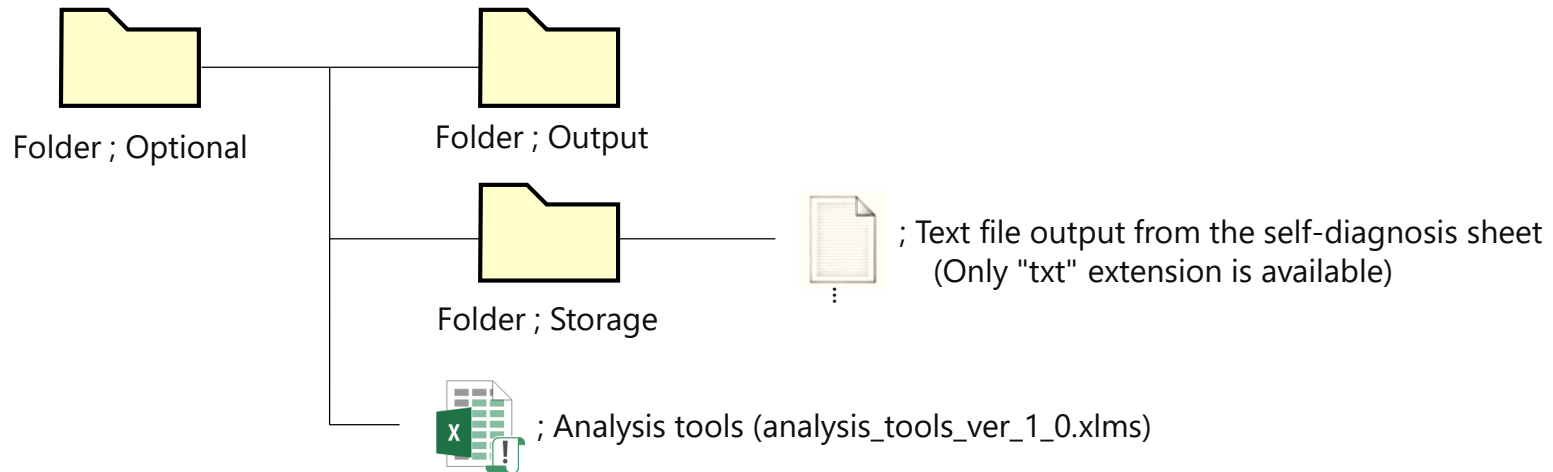 Folder ; Optional
Folder ; Output
; Text file output from the self-diagnosis sheet
(Only "txt" extension is available)
Folder ; Storage
X
!
; Analysis tools (analysis_tools_ver_1_0.xlms)